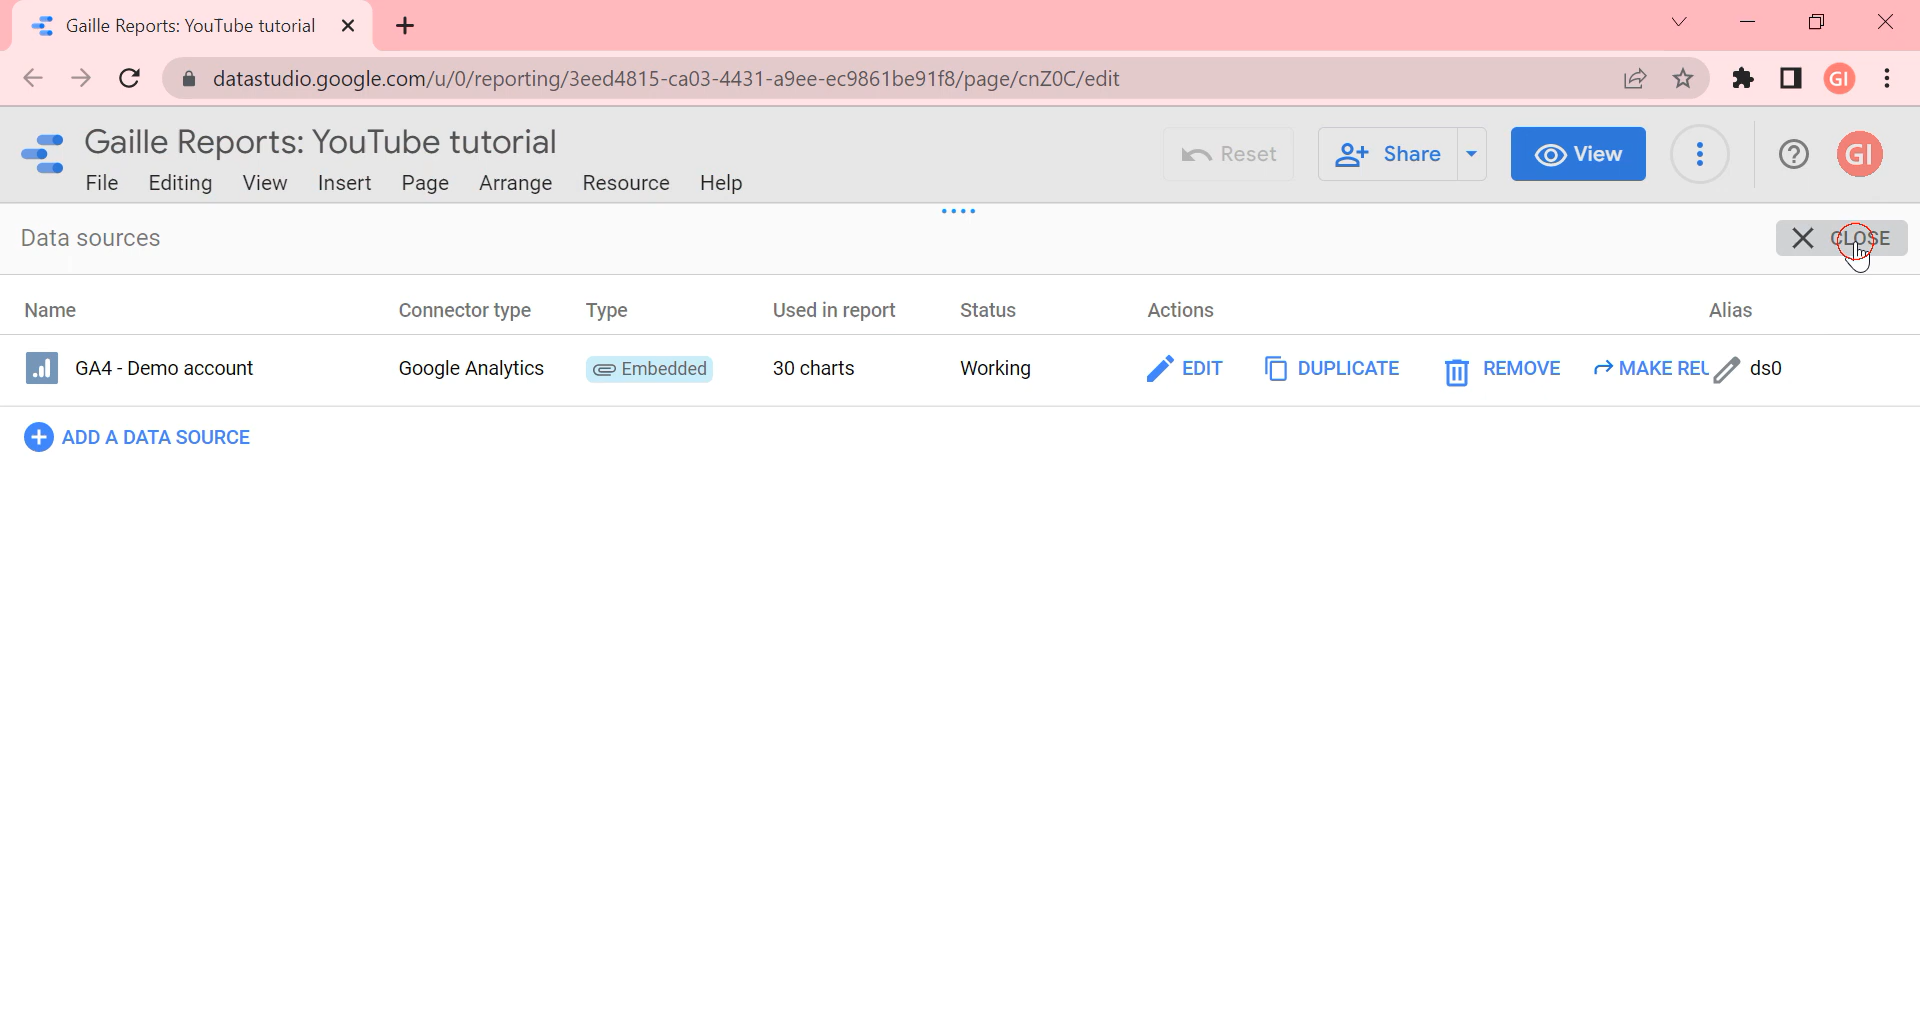 Gaille Reports: YouTube tutorial
datastudio.google.com/u/0/reporting/3eed4815-ca03-4431-a9ee-ec9861be91f8/page/cnZ0C/edit
GI
Gaille Reports: YouTube tutorial
File Editing View Insert Page Arrange Resource Help
Reset Share View GI
Data sources CLOSE
Name Connector type Type Used in report Status Actions Alias
GA4 - Demo account Google Analytics Embedded 30 charts Working EDIT DUPLICATE REMOVE MAKE REU ds0
ADD A DATA SOURCE